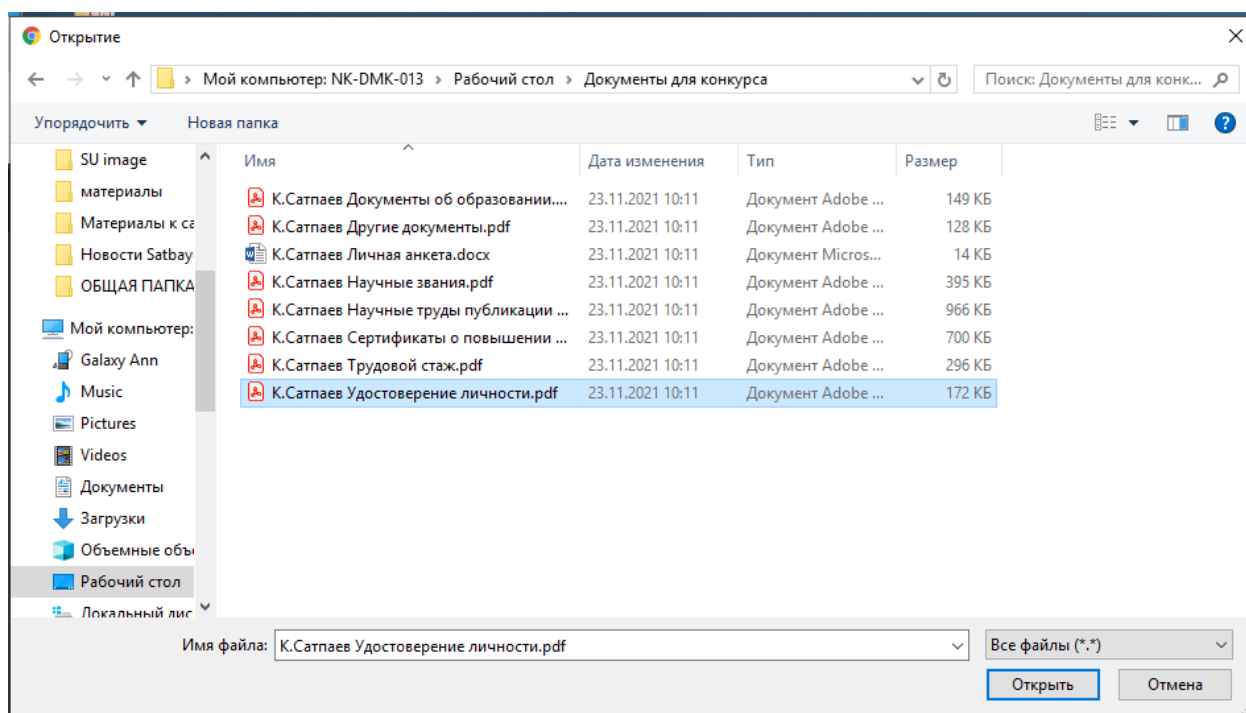 Открытие
Мой компьютер: NK-DMK-013 > Рабочий стол > Документы для конкурса
Поиск: Документы для конк...
Упорядочить
Новая папка
SU image
материалы
Материалы к са
Новости Satbay
ОБЩАЯ ПАПКА
Мой компьютер:
Galaxy Ann
Music
Pictures
Videos
Документы
Загрузки
Объемные объ
Рабочий стол
Локальный дис
Имя Дата изменения Тип Размер
К.Сатпаев Документы об образовании.... 23.11.2021 10:11 Документ Adobe ... 149 КБ
К.Сатпаев Другие документы.pdf 23.11.2021 10:11 Документ Adobe ... 128 КБ
К.Сатпаев Личная анкета.docx 23.11.2021 10:11 Документ Micros... 14 КБ
К.Сатпаев Научные звания.pdf 23.11.2021 10:11 Документ Adobe ... 395 КБ
К.Сатпаев Научные труды публикации ... 23.11.2021 10:11 Документ Adobe ... 966 КБ
К.Сатпаев Сертификаты о повышении ... 23.11.2021 10:11 Документ Adobe ... 700 КБ
К.Сатпаев Трудовой стаж.pdf 23.11.2021 10:11 Документ Adobe ... 296 КБ
К.Сатпаев Удостоверение личности.pdf 23.11.2021 10:11 Документ Adobe ... 172 КБ
Имя файла: К.Сатпаев Удостоверение личности.pdf
Все файлы (*.*)
Открыть Отмена